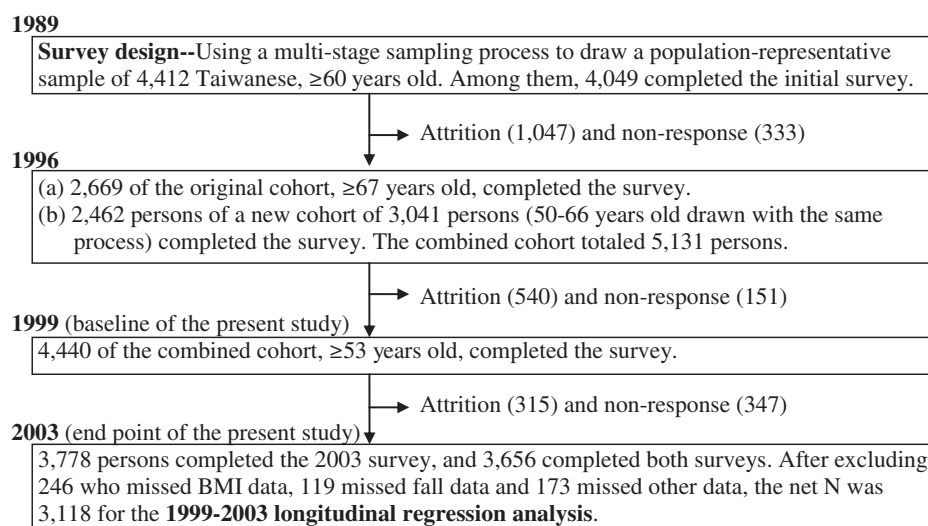 1989
Survey design--Using a multi-stage sampling process to draw a population-representative
sample of 4,412 Taiwanese, ≥60 years old. Among them, 4,049 completed the initial survey.
Attrition (1,047) and non-response (333)
1996
(a) 2,669 of the original cohort, ≥67 years old, completed the survey.
(b) 2,462 persons of a new cohort of 3,041 persons (50-66 years old drawn with the same
process) completed the survey. The combined cohort totaled 5,131 persons.
Attrition (540) and non-response (151)
1999 (baseline of the present study)
4,440 of the combined cohort, ≥53 years old, completed the survey.
Attrition (315) and non-response (347)
2003 (end point of the present study)
3,778 persons completed the 2003 survey, and 3,656 completed both surveys. After excluding
246 who missed BMI data, 119 missed fall data and 173 missed other data, the net N was
3,118 for the 1999-2003 longitudinal regression analysis.